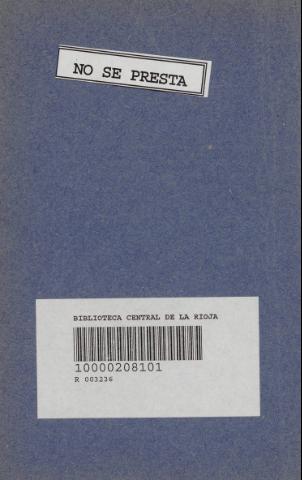 NO SE PRESTA
BIBLIOTECA CENTRAL DE LA RIOJA
10000208101
R 003236